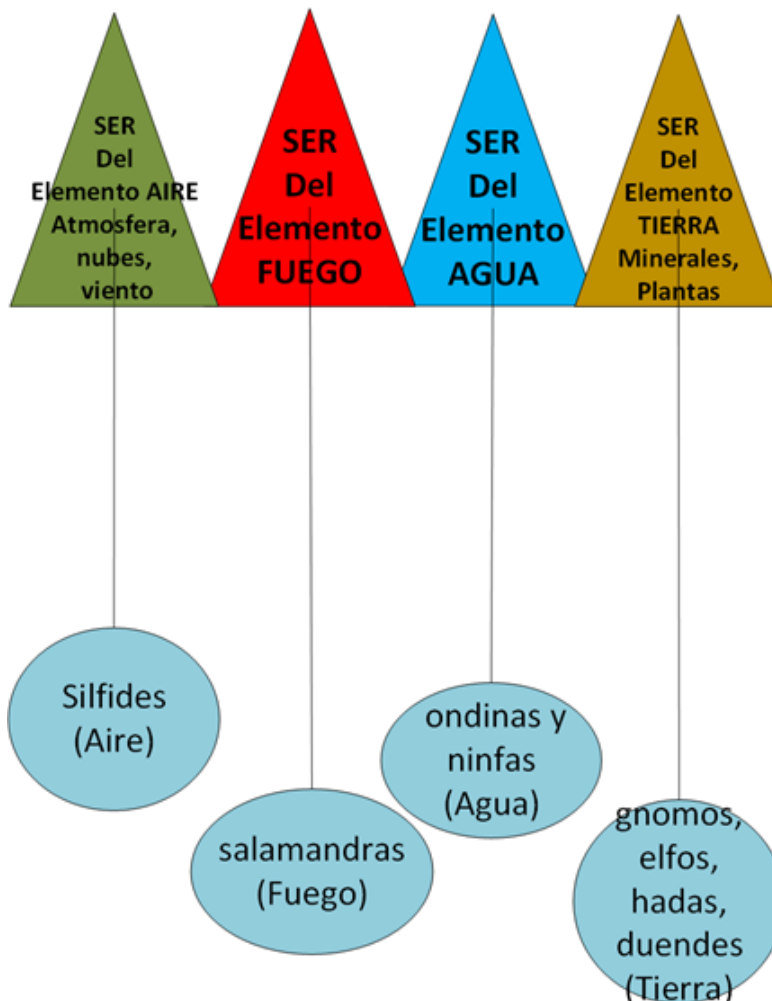 SER
Del
Elemento AIRE
Atmosfera,
nubes,
viento
SER
Del
Elemento
FUEGO
SER
Del
Elemento
AGUA
SER
Del
Elemento
TIERRA
Minerales,
Plantas
Silfides
(Aire)
salamandras
(Fuego)
ondinas y
ninfas
(Agua)
gnomos,
elfos,
hadas,
duendes
(Tierra)